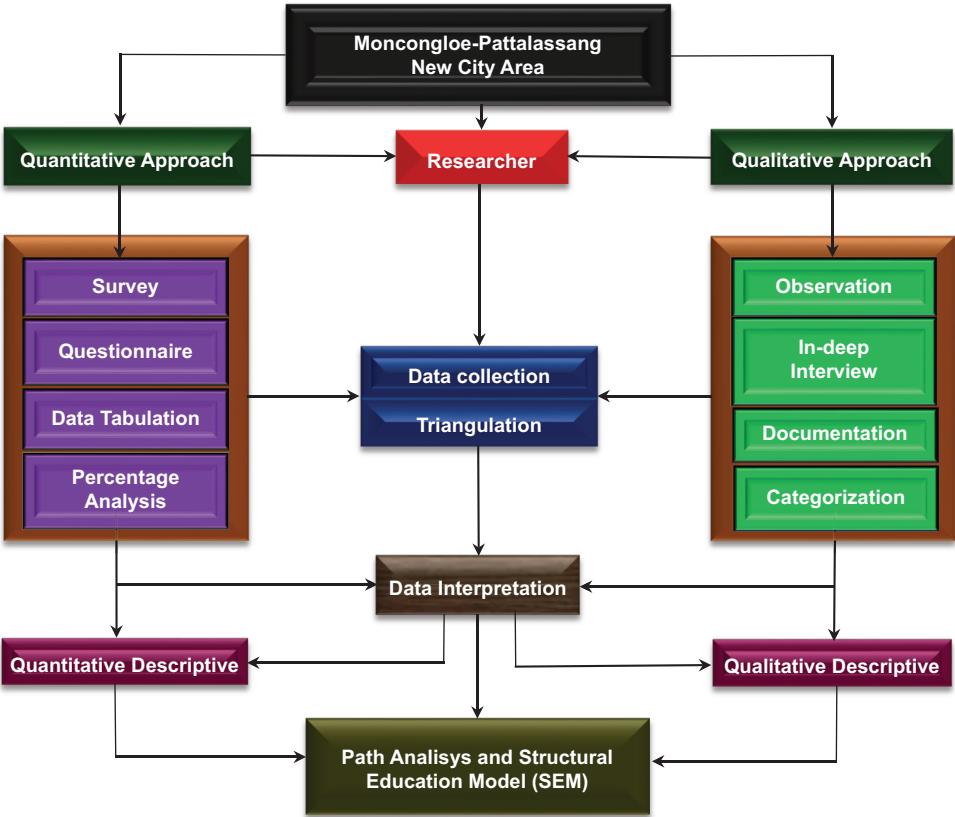 Moncongloe-Pattalassang
New City Area
Quantitative Approach
Researcher
Qualitative Approach
Survey
Questionnaire
Data Tabulation
Percentage
Analysis
Data collection
Triangulation
Observation
In-deep
Interview
Documentation
Categorization
Data Interpretation
Quantitative Descriptive
Qualitative Descriptive
Path Analisys and Structural
Education Model (SEM)